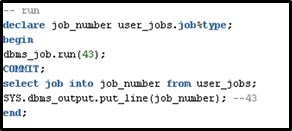 -- run
declare job_number user_jobs.job%type;
begin
dbms_job.run(43);
COMMIT;
select job into job_number from user_jobs;
SYS.dbms_output.put_line(job_number); --43
end;